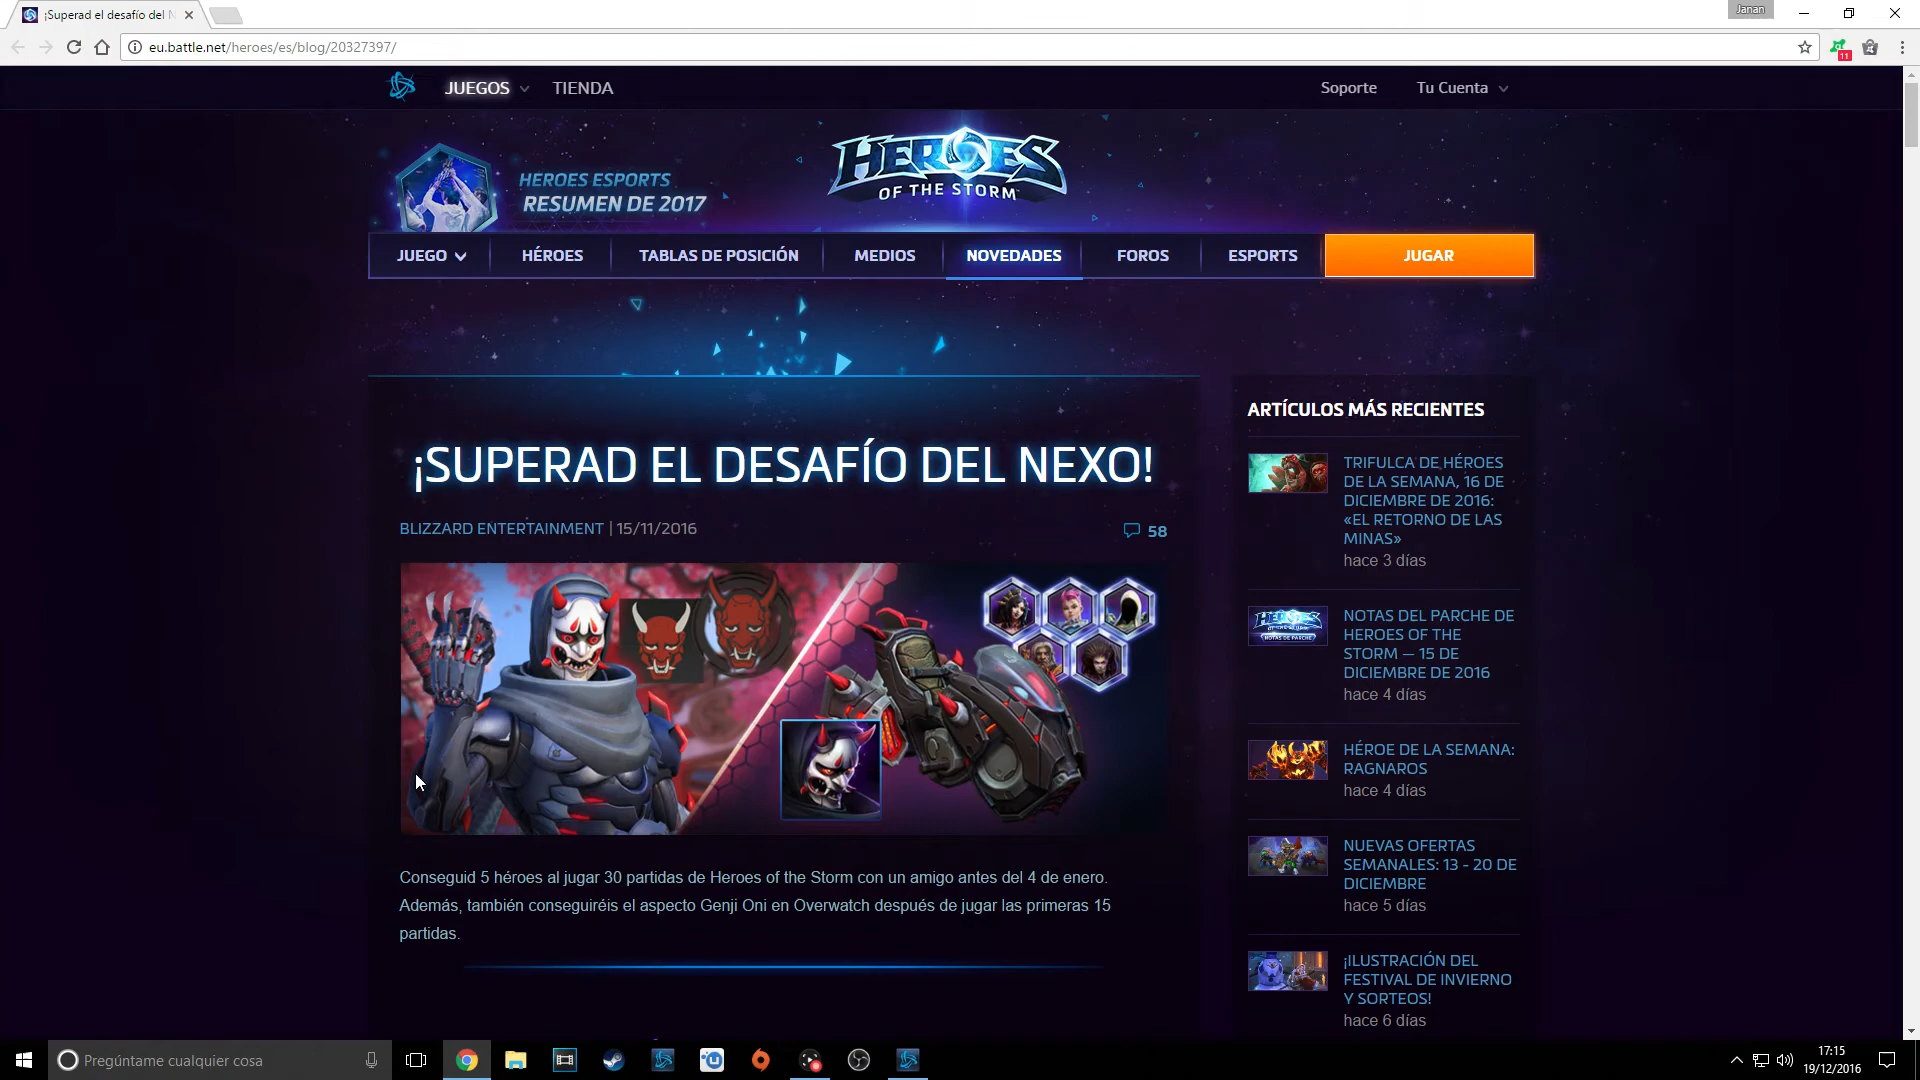 ¡Superad el desafío del N
Janan
eu.battle.net/heroes/es/blog/20327397/
11
JUEGOS
TIENDA
Soporte
Tu Cuenta
HEROES ESPORTS
RESUMEN DE 2017
HEROES
OF THE STORM
JUEGO
HÉROES
TABLAS DE POSICIÓN
MEDIOS
NOVEDADES
FOROS
ESPORTS
JUGAR
¡SUPERAD EL DESAFÍO DEL NEXO!
BLIZZARD ENTERTAINMENT | 15/11/2016
58
Conseguid 5 héroes al jugar 30 partidas de Heroes of the Storm con un amigo antes del 4 de enero.
Además, también conseguiréis el aspecto Genji Oni en Overwatch después de jugar las primeras 15
partidas.
ARTÍCULOS MÁS RECIENTES
TRIFULCA DE HÉROES
DE LA SEMANA, 16 DE
DICIEMBRE DE 2016:
«EL RETORNO DE LAS
MINAS»
hace 3 días
HEROES
OF THE STORM
NOTAS DE PARCHE
NOTAS DEL PARCHE DE
HEROES OF THE
STORM — 15 DE
DICIEMBRE DE 2016
hace 4 días
HÉROE DE LA SEMANA:
RAGNAROS
hace 4 días
NUEVAS OFERTAS
SEMANALES: 13 - 20 DE
DICIEMBRE
hace 5 días
¡ILUSTRACIÓN DEL
FESTIVAL DE INVIERNO
Y SORTEOS!
hace 6 días
Pregúntame cualquier cosa
17:15
19/12/2016